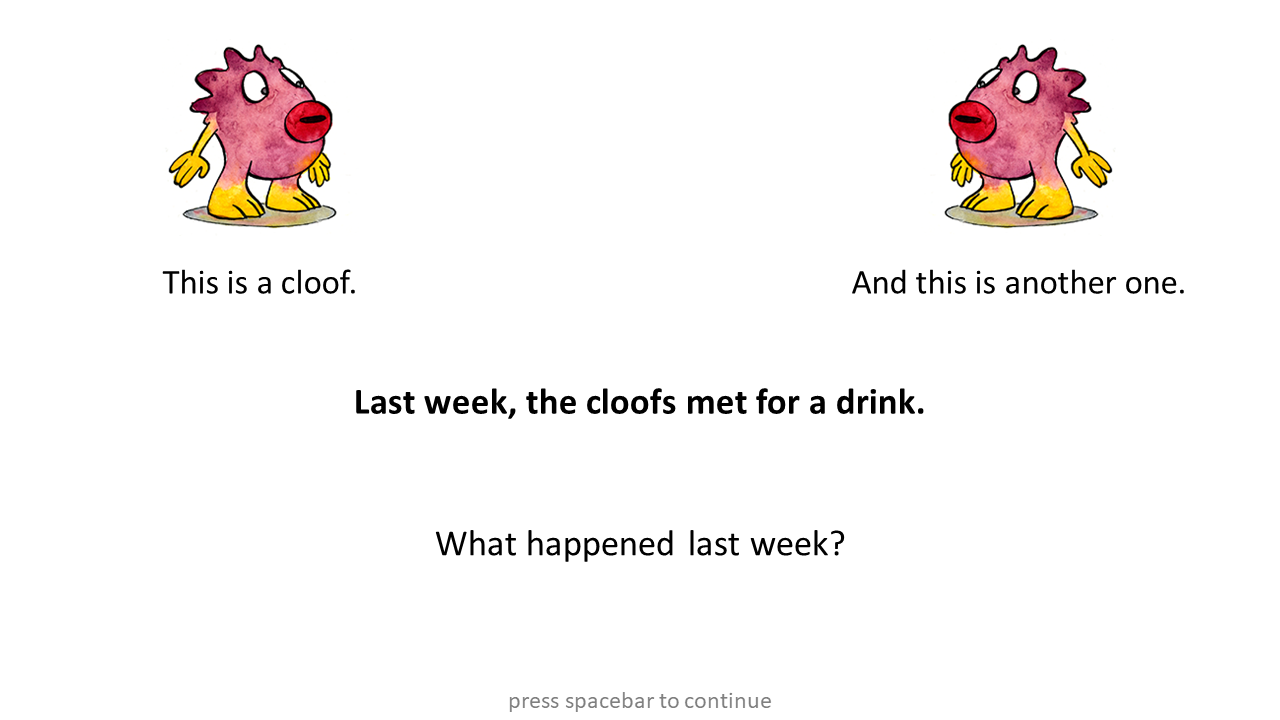 This is a cloof.
And this is another one.
Last week, the cloofs met for a drink.
What happened last week?
press spacebar to continue